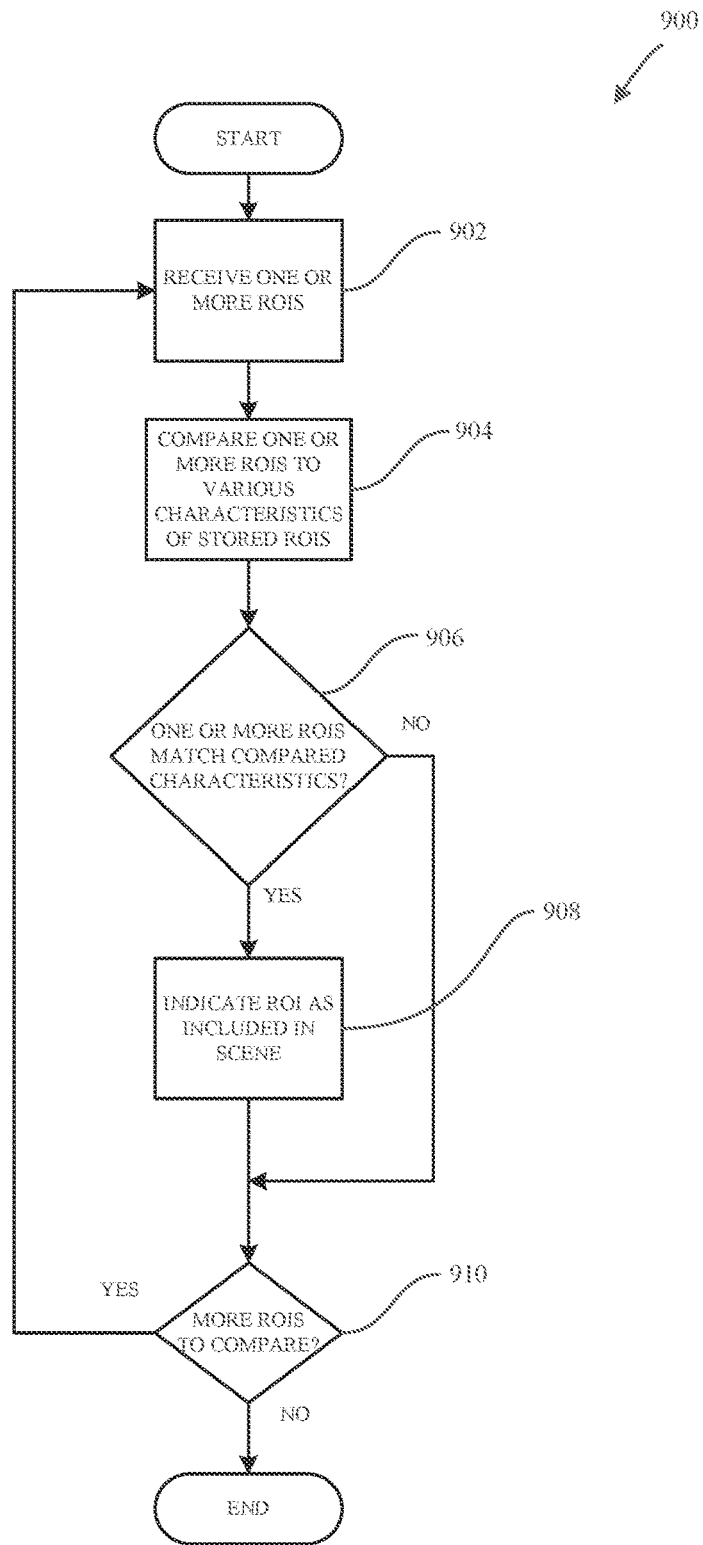 900
START
902
RECEIVE ONE OR
MORE ROIS
904
COMPARE ONE OR
MORE ROIS TO
VARIOUS
CHARACTERISTICS
OF STORED ROIS
906
NO
ONE OR MORE ROIS
MATCH COMPARED
CHARACTERISTICS?
YES
908
INDICATE ROI AS
INCLUDED IN
SCENE
910
YES
MORE ROIS
TO COMPARE?
NO
END